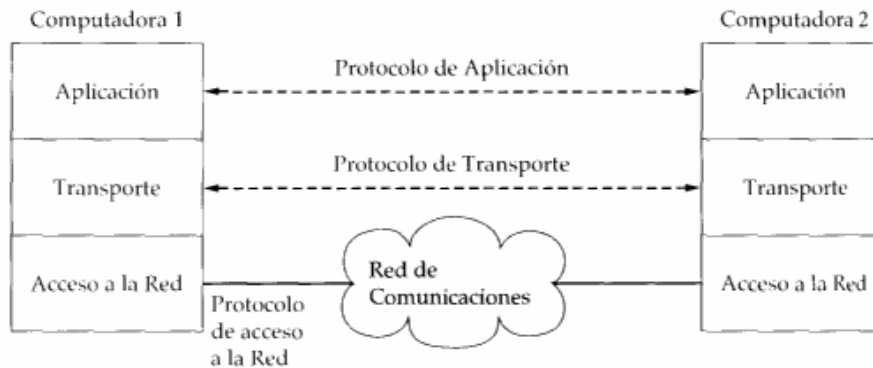 Computadora 1
Computadora 2
Protocolo de Aplicación
Aplicación
Aplicación
Protocolo de Transporte
Transporte
Transporte
Acceso a la Red
Protocolo
de acceso
a la Red
Red de
Comunicaciones
Acceso a la Red